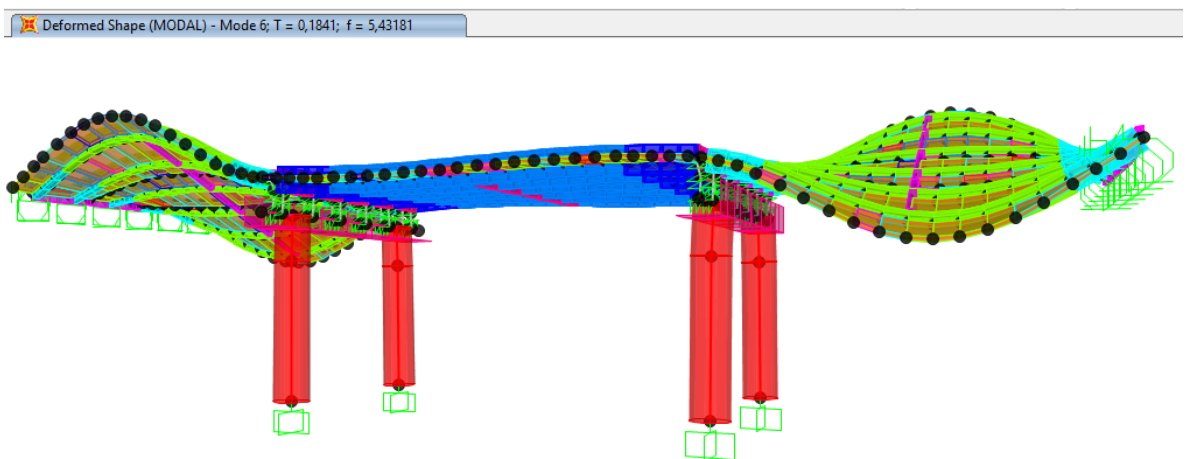 Deformed Shape (MODAL) - Mode 6; T = 0,1841; f = 5,43181